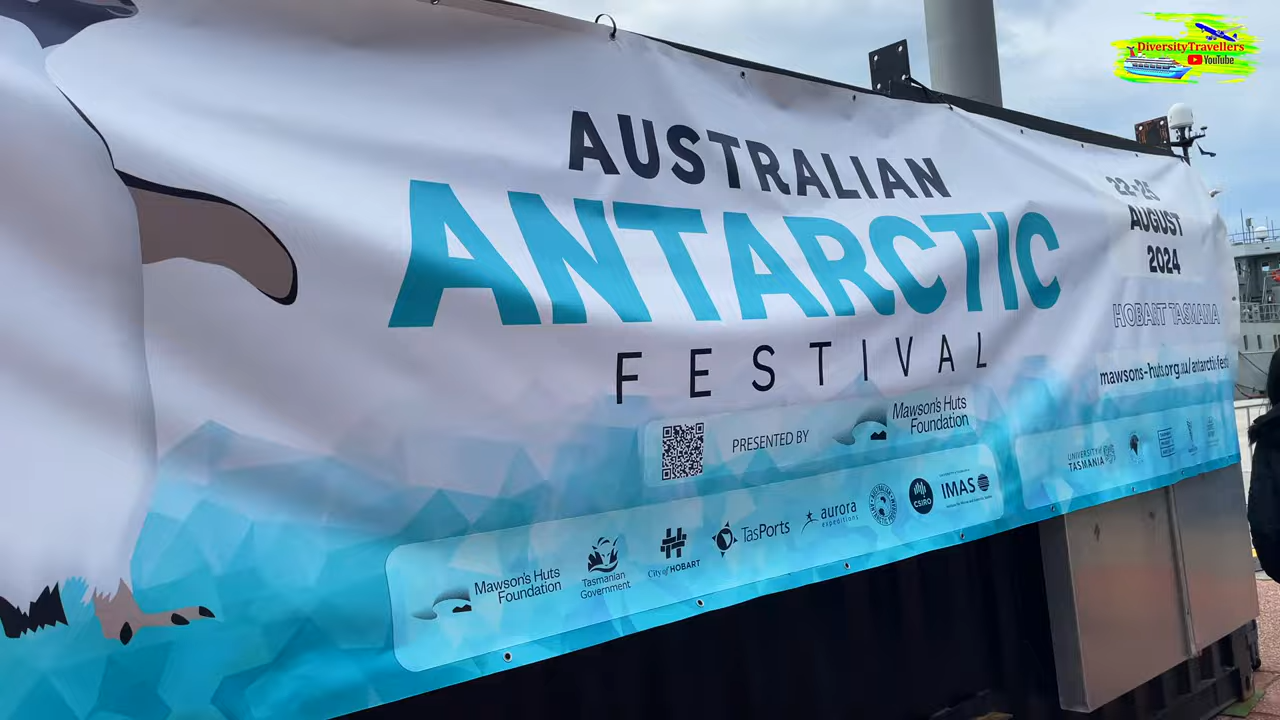 DiversityTravellers
YouTube
AUSTRALIAN
ANTARCTIC
FESTIVAL
22-25
AUGUST
2024
HOBART TASMANIA
mawsons-huts.org.au/antarctic-festi
PRESENTED BY
Mawson's Huts
Foundation
Mawson's Huts
Foundation
Tasmanian
Government
City of HOBART
TasPorts
aurora
expeditions
CSIRO
IMAS
UNIVERSITY of
TASMANIA